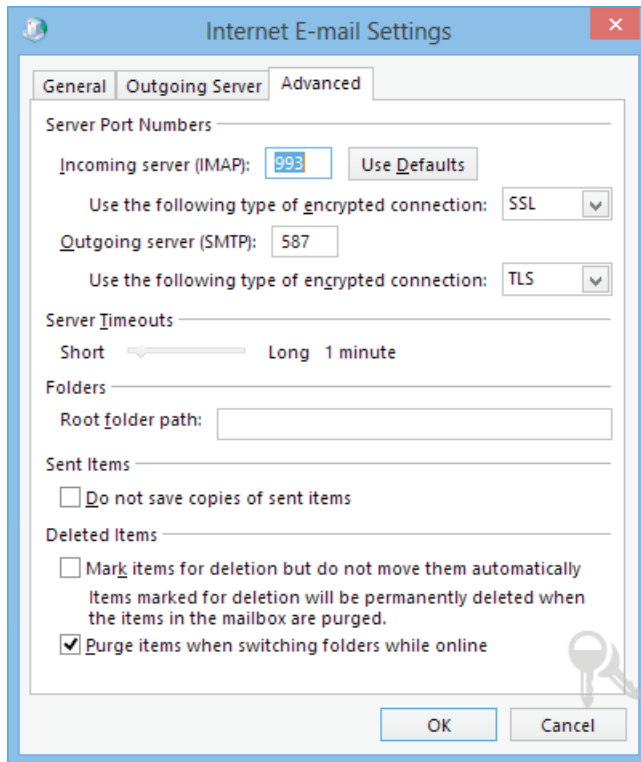 Internet E-mail Settings
General Outgoing Server Advanced
Server Port Numbers
Incoming server (IMAP): 993 Use Defaults
Use the following type of encrypted connection: SSL
Outgoing server (SMTP): 587
Use the following type of encrypted connection: TLS
Server Timeouts
Short Long 1 minute
Folders
Root folder path:
Sent Items
Do not save copies of sent items
Deleted Items
Mark items for deletion but do not move them automatically
Items marked for deletion will be permanently deleted when
the items in the mailbox are purged.
Purge items when switching folders while online
OK Cancel